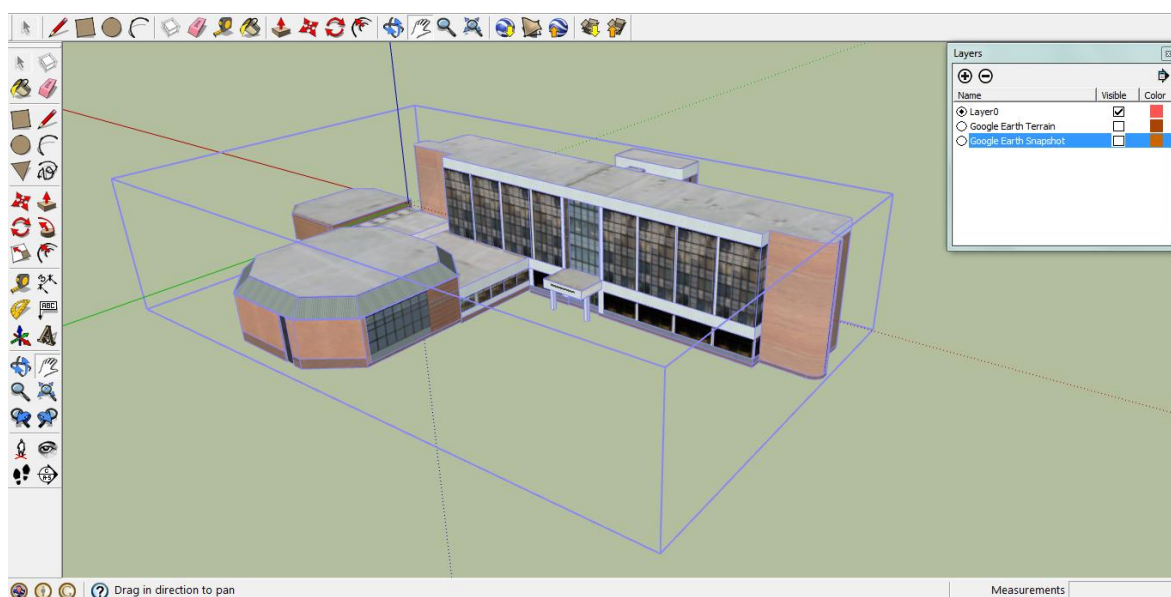 Layers
Name Visible Color
Layer0
Google Earth Terrain
Google Earth Snapshot
ABC
Drag in direction to pan
Measurements